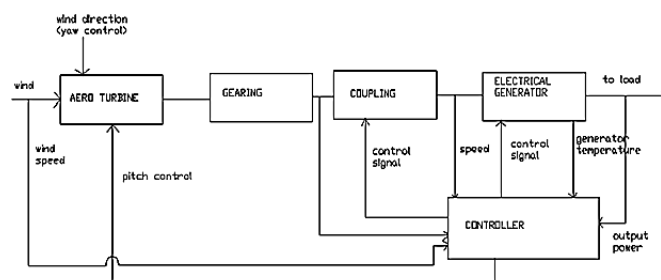 wind direction
(yaw control)
wind
AERO TURBINE
GEARING
COUPLING
ELECTRICAL
GENERATOR
to load
wind
speed
pitch control
control
signal
speed
control
signal
generator
temperature
CONTROLLER
output
power